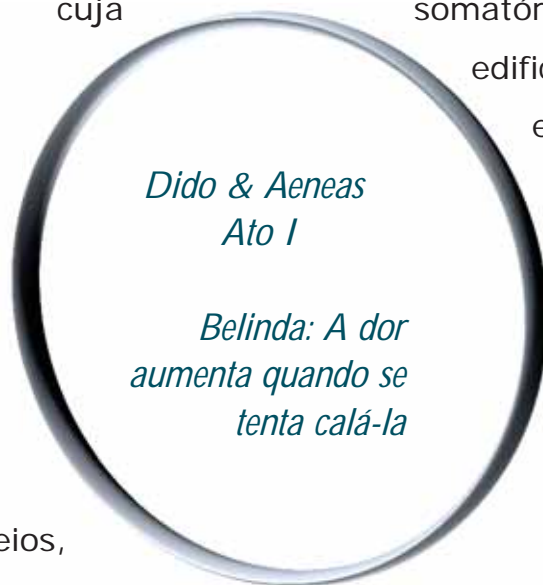 cuja
Dido & Aeneas
Ato I
Belinda: A dor
aumenta quando se
tenta calá-la